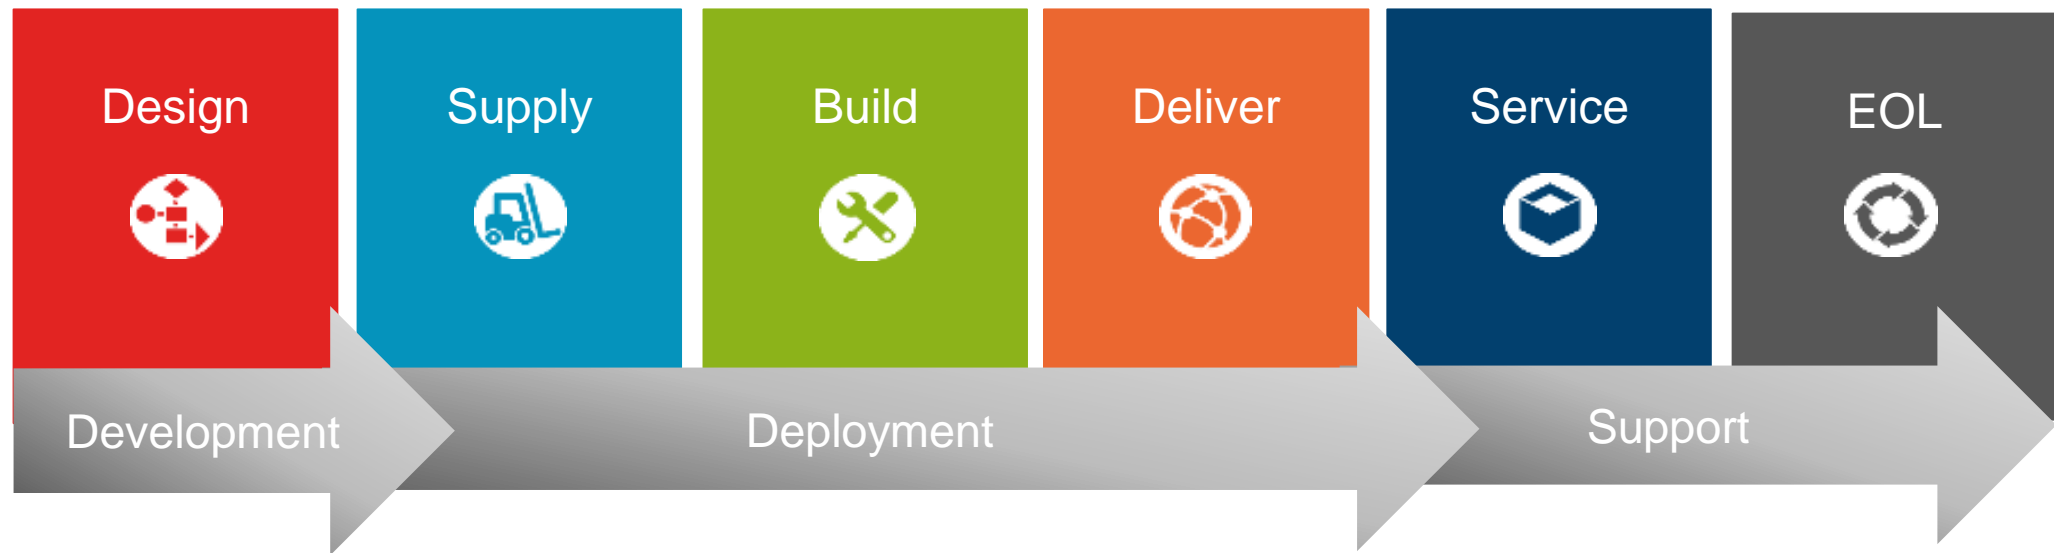 Design
Supply
Build
Deliver
Service
EOL
Development
Deployment
Support